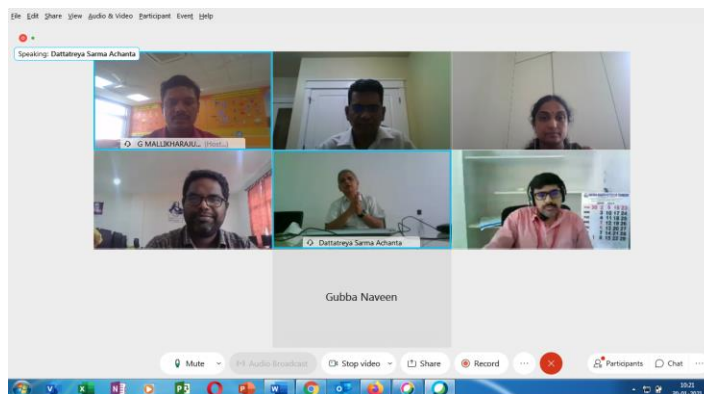 File Edit Share View Audio & Video Participant Event Help
Speaking: Dattatreya Sarma Achanta
G MALLIKHARAJU... (Host...)
Dattatreya Sarma Achanta
Gubba Naveen
Mute
Audio Broadcast
Stop video
Share
Record
Participants
Chat
10:21